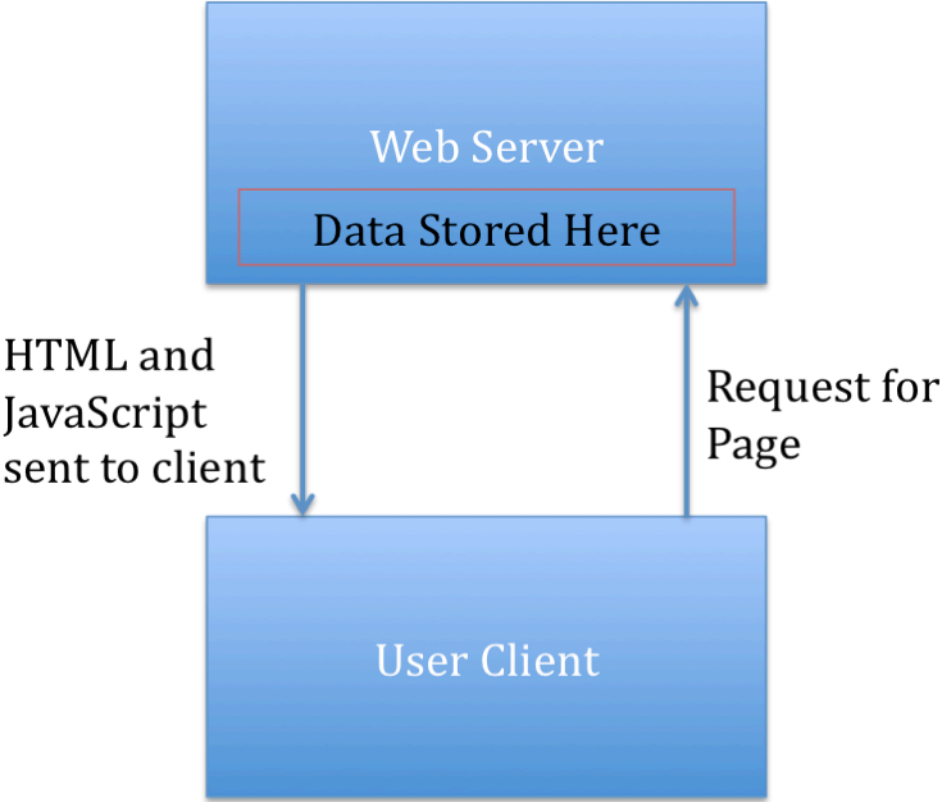 Web Server
Data Stored Here
HTML and
JavaScript
sent to client
Request for
Page
User Client